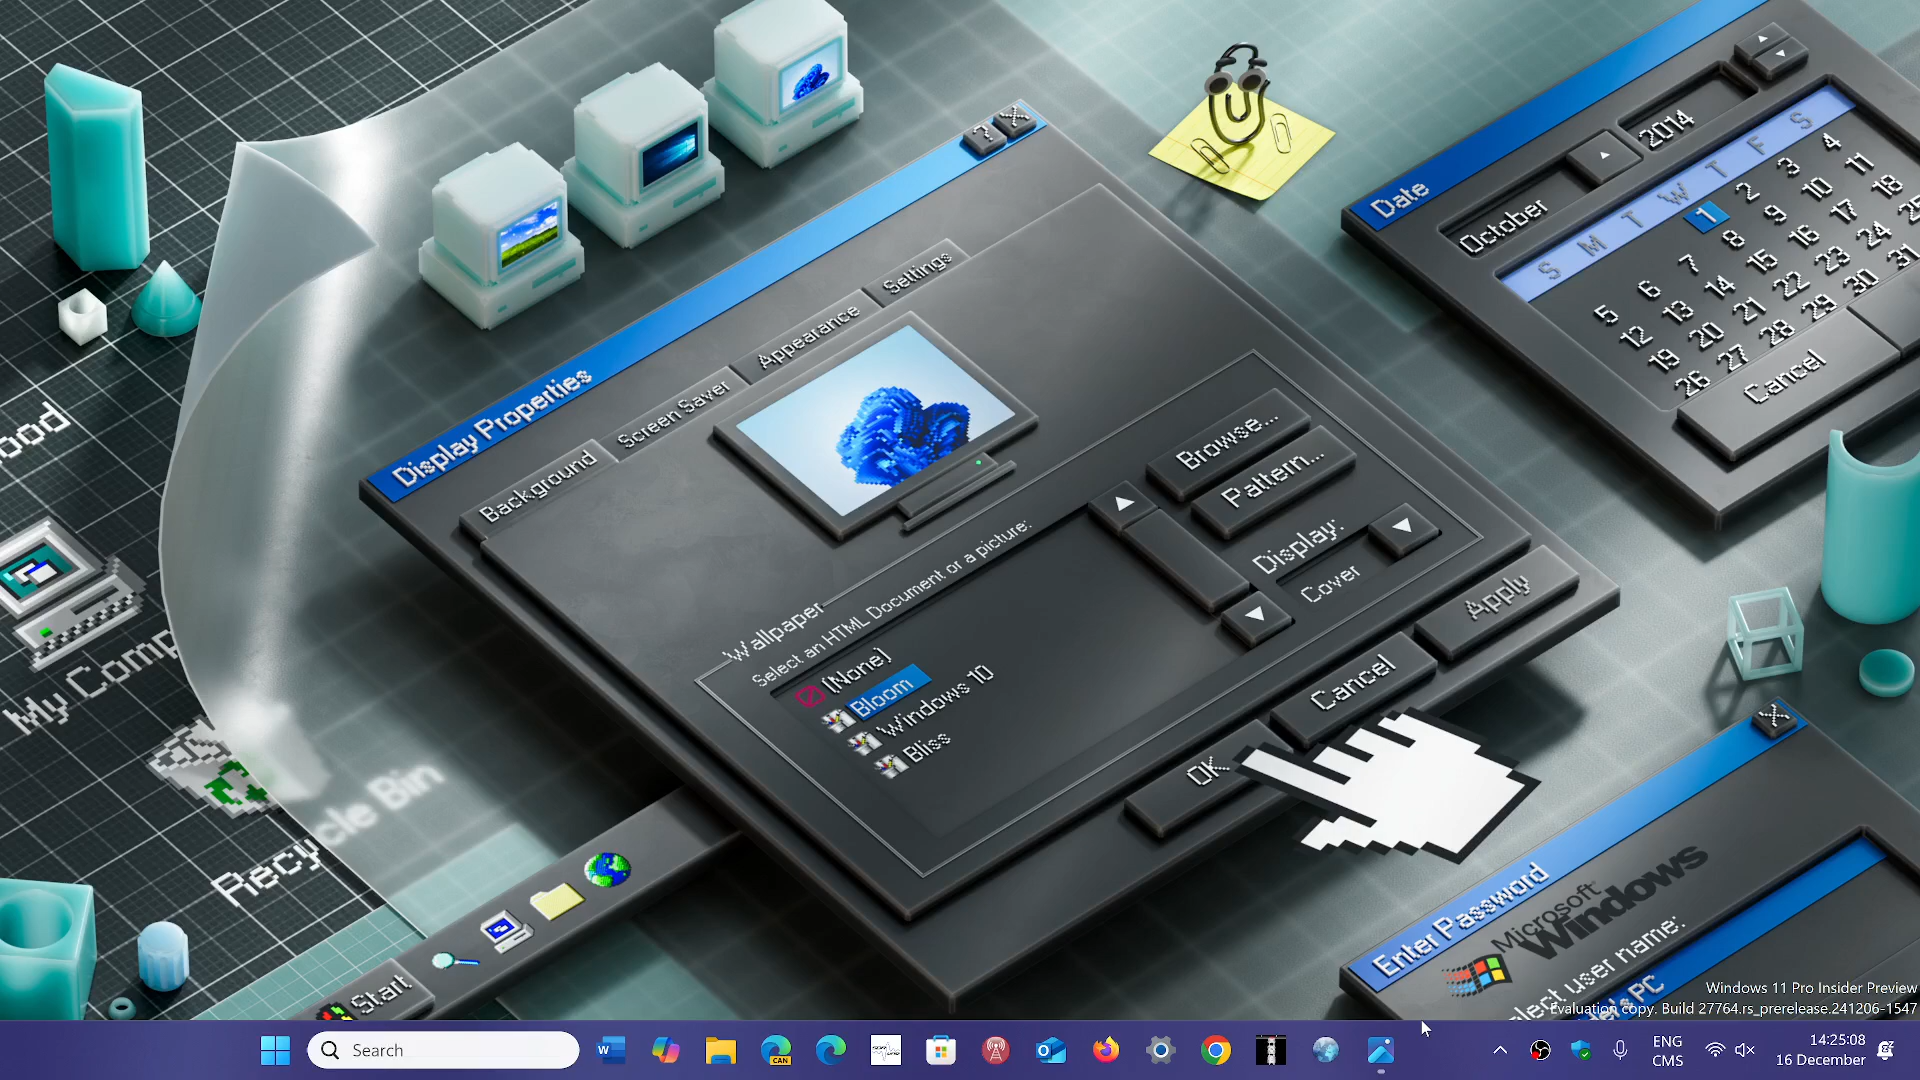 Display Properties
?
X
Background
Screen Saver
Appearance
Settings
Wallpaper
Select an HTML Document or a picture:
(None)
Bloom
Windows 10
Bliss
Browse...
Pattern...
Display:
Cover
OK
Cancel
Apply
Date
October
2014
S M T W T F S
1 2 3 4
5 6 7 8 9 10 11
12 13 14 15 16 17 18
19 20 21 22 23 24
26 27 28 29 30 31
Cancel
ood
My Comp
Recycle Bin
Start
Enter Password
X
Microsoft
Windows
elect user name:
's PC
Windows 11 Pro Insider Preview
Evaluation copy. Build 27764.rs_prerelease.241206-1547
Search
W
CAN
ENG
CMS
14:25:08
16 December